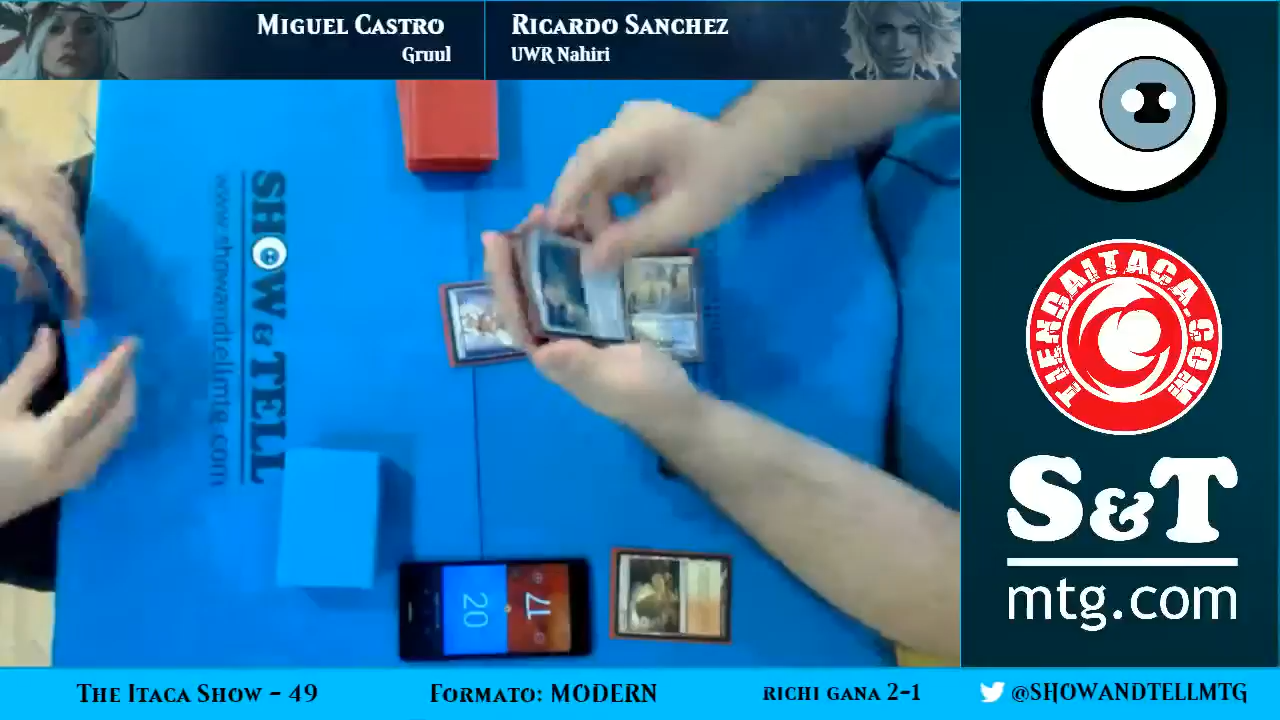 MIGUEL CASTRO
Gruul
RICARDO SANCHEZ
UWR Nahiri
SHOW & TELL
www.showandtellmtg.com
20
17
TIENDAITACA.COM
S&T
mtg.com
THE ITACA SHOW - 49
FORMATO: MODERN
RICHI GANA 2-1
@SHOWANDTELLMTG